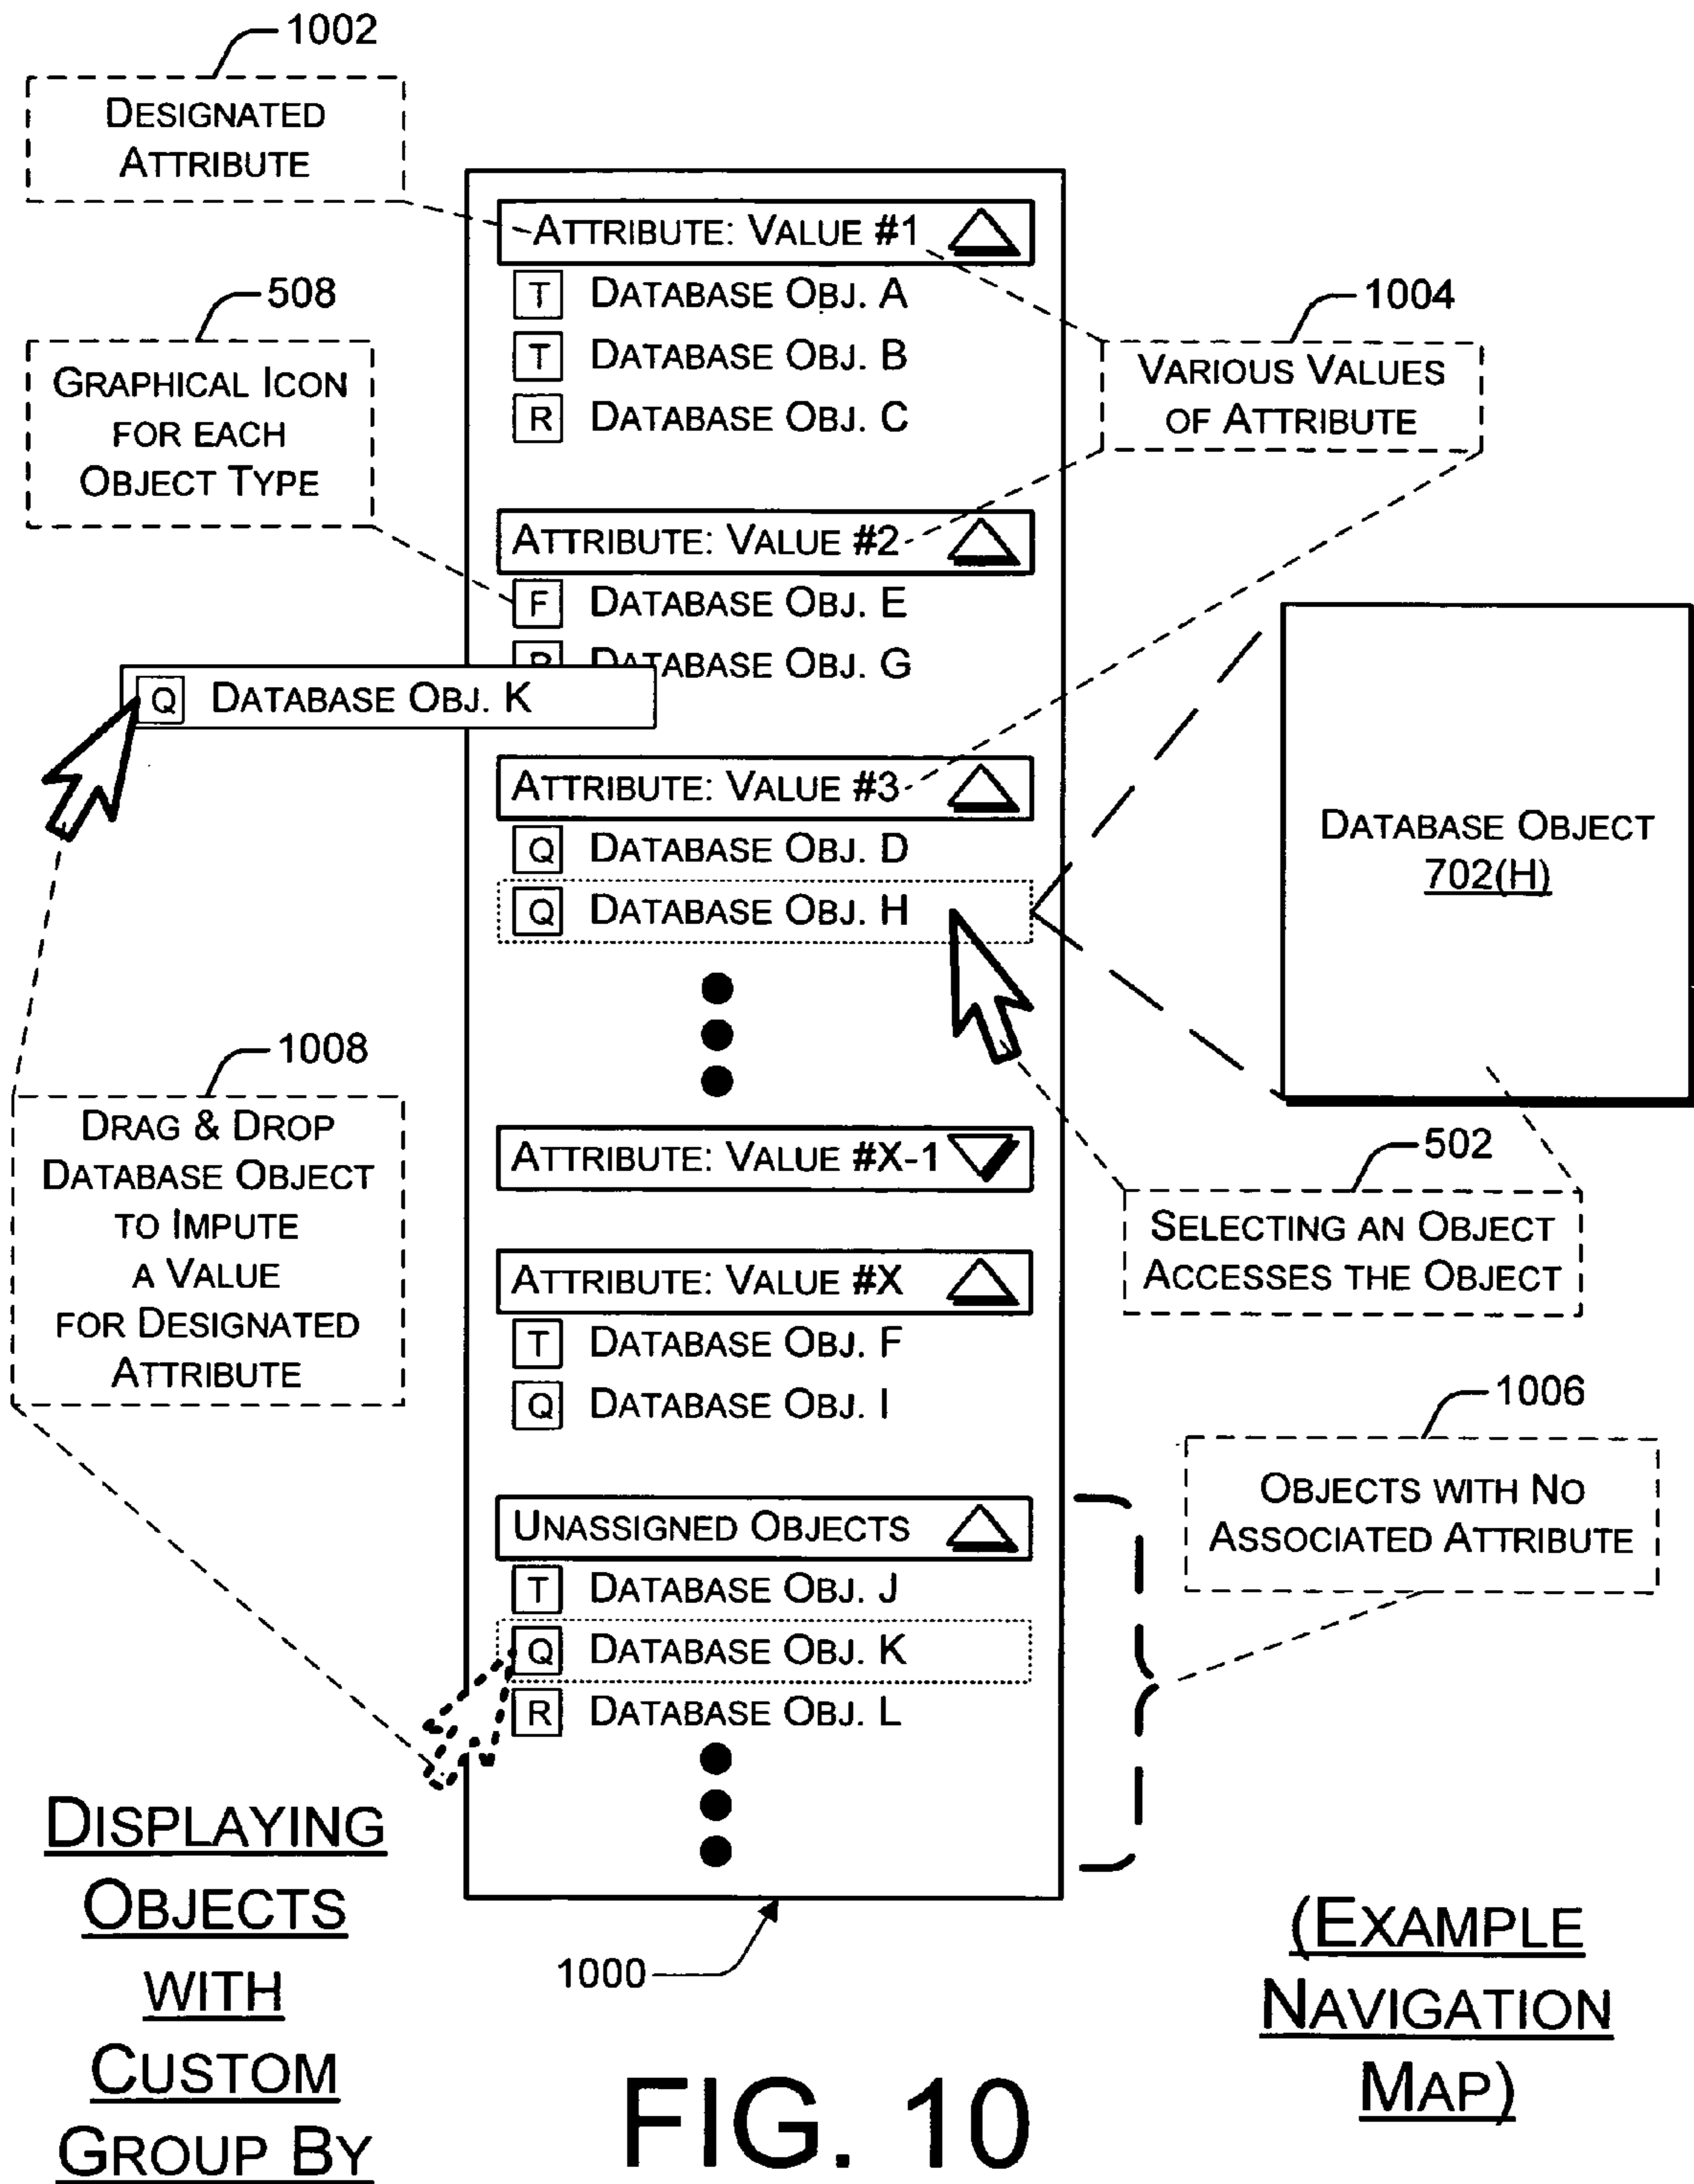 1002
DESIGNATED
ATTRIBUTE
ATTRIBUTE: VALUE #1
T DATABASE OBJ. A
T DATABASE OBJ. B
R DATABASE OBJ. C
508
GRAPHICAL ICON
FOR EACH
OBJECT TYPE
1004
VARIOUS VALUES
OF ATTRIBUTE
ATTRIBUTE: VALUE #2
F DATABASE OBJ. E
DATABASE OBJ. G
Q DATABASE OBJ. K
ATTRIBUTE: VALUE #3
Q DATABASE OBJ. D
Q DATABASE OBJ. H
DATABASE OBJECT
702(H)
1008
DRAG & DROP
DATABASE OBJECT
TO IMPUTE
A VALUE
FOR DESIGNATED
ATTRIBUTE
ATTRIBUTE: VALUE #X-1
502
SELECTING AN OBJECT
ACCESSES THE OBJECT
ATTRIBUTE: VALUE #X
T DATABASE OBJ. F
Q DATABASE OBJ. I
1006
OBJECTS WITH NO
ASSOCIATED ATTRIBUTE
UNASSIGNED OBJECTS
T DATABASE OBJ. J
Q DATABASE OBJ. K
R DATABASE OBJ. L
1000
DISPLAYING
OBJECTS
WITH
CUSTOM
GROUP BY
(EXAMPLE
NAVIGATION
MAP)
FIG. 10